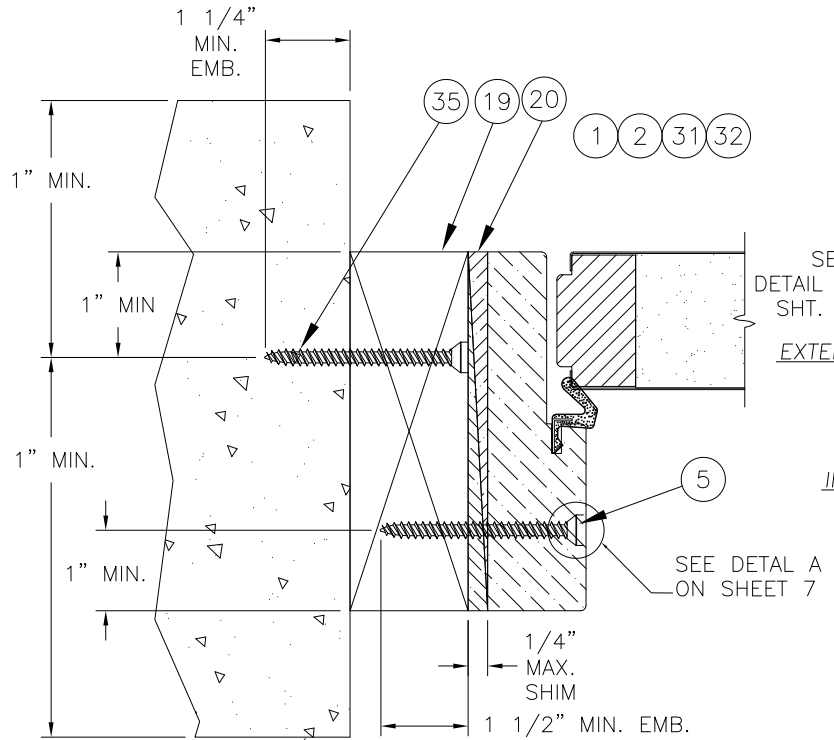 1 1/4"
MIN.
EMB.
35
19
20
1 2 31 32
1" MIN.
1" MIN
SE
DETAIL
SHT.
EXTE
1" MIN.
5
1" MIN.
SEE DETAL A
ON SHEET 7
1/4"
MAX.
SHIM
1 1/2" MIN. EMB.